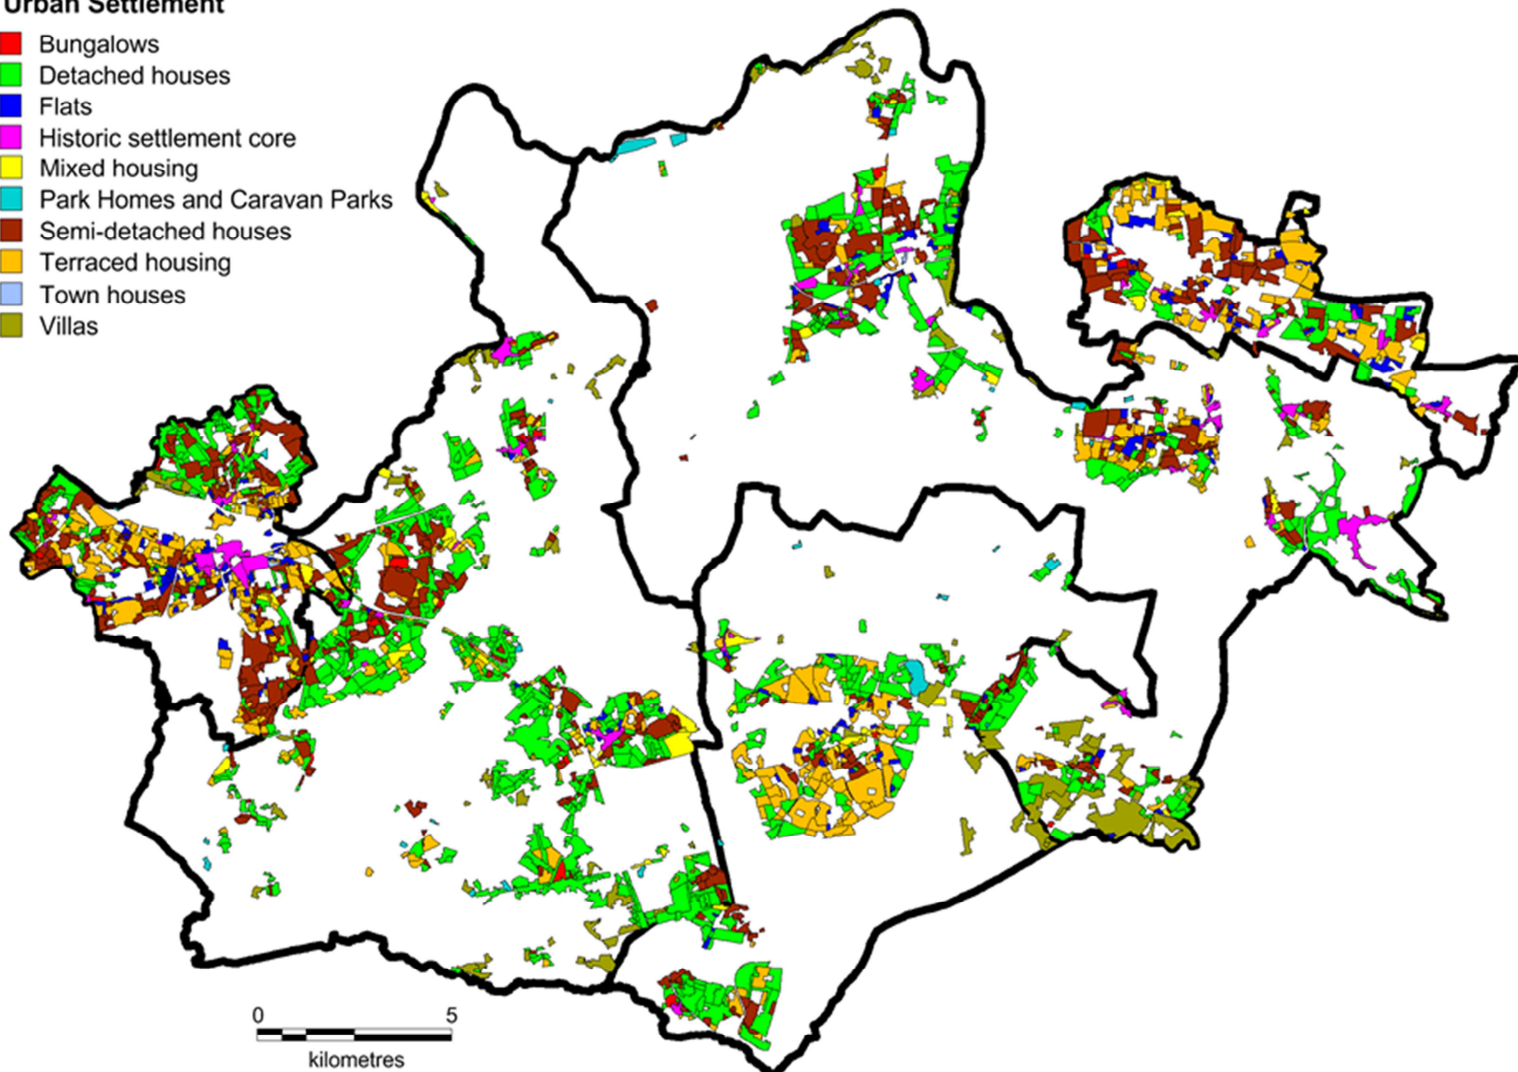 Urban Settlement
Bungalows
Detached houses
Flats
Historic settlement core
Mixed housing
Park Homes and Caravan Parks
Semi-detached houses
Terraced housing
Town houses
Villas
0 5
kilometres